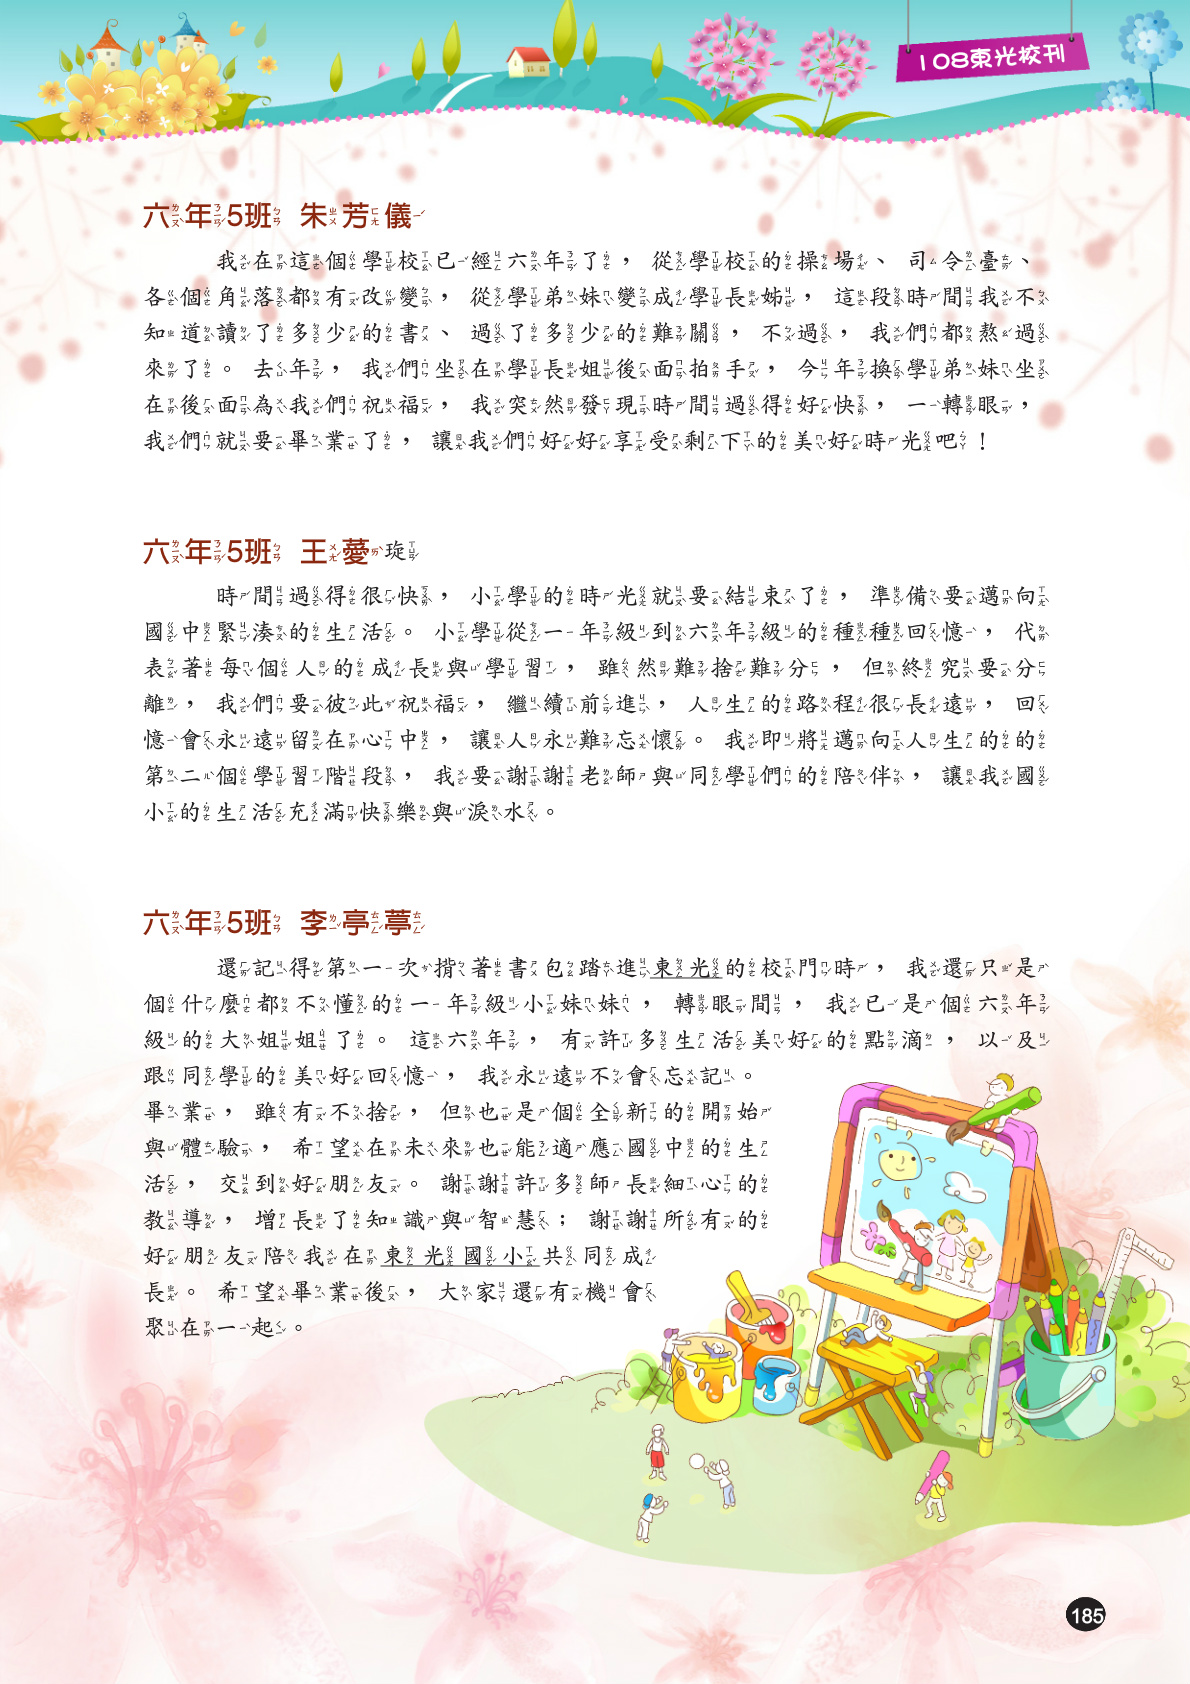 108東光校刊
六年5班 朱芳儀
我在這個學校已經六年了，從學校的操場、司令臺、
各個角落都有改變，從學弟妹變成學長姊，這段時間我不
知道讀了多少的書、過了多少的難關，不過，我們都熬過
來了。去年，我們坐在學長姐後面拍手，今年換學弟妹坐
在後面為我們祝福，我突然發現時間過得好快，一轉眼，
我們就要畢業了，讓我們好好享受剩下的美好時光吧！
六年5班 王薆琁
時間過得很快，小學的時光就要結束了，準備要邁向
國中緊湊的生活。小學從一年級到六年級的種種回憶，代
表著每個人的成長與學習，雖然難捨難分，但終究要分
離，我們要彼此祝福，繼續前進，人生的路程很長遠，回
憶會永遠留在心中，讓人永難忘懷。我即將邁向人生的的
第二個學習階段，我要謝謝老師與同學們的陪伴，讓我國
小的生活充滿快樂與淚水。
六年5班 李亭葶
還記得第一次揹著書包踏進東光的校門時，我還只是
個什麼都不懂的一年級小妹妹，轉眼間，我已是個六年
級的大姐姐了。這六年，有許多生活美好的點滴，以及
跟同學的美好回憶，我永遠不會忘記。
畢業，雖有不捨，但也是個全新的開始
與體驗，希望在未來也能適應國中的生
活，交到好朋友。謝謝許多師長細心的
教導，增長了知識與智慧；謝謝所有的
好朋友陪我在東光國小共同成
長。希望畢業後，大家還有機會
聚在一起。
185